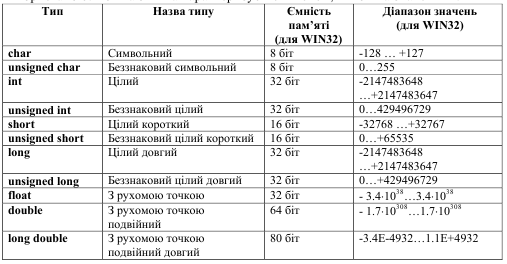 Тип Назва типу Ємність Діапазон значень
пам’яті (для WIN32)
(для WIN32)
char Символьний 8 біт -128 … +127
unsigned char Беззнаковий символьний 8 біт 0…255
int Цілий 32 біт -2147483648
…+2147483647
unsigned int Беззнаковий цілий 32 біт 0…429496729
short Цілий короткий 16 біт -32768 …+32767
unsigned short Беззнаковий цілий короткий 16 біт 0…+65535
long Цілий довгий 32 біт -2147483648
…+2147483647
unsigned long Беззнаковий цілий довгий 32 біт 0…+429496729
float З рухомою точкою 32 біт - 3.4·10^38…3.4·10^38
double З рухомою точкою 64 біт - 1.7·10^308…1.7·10^308
подвійний
long double З рухомою точкою 80 біт -3.4E-4932…1.1E+4932
подвійний довгий